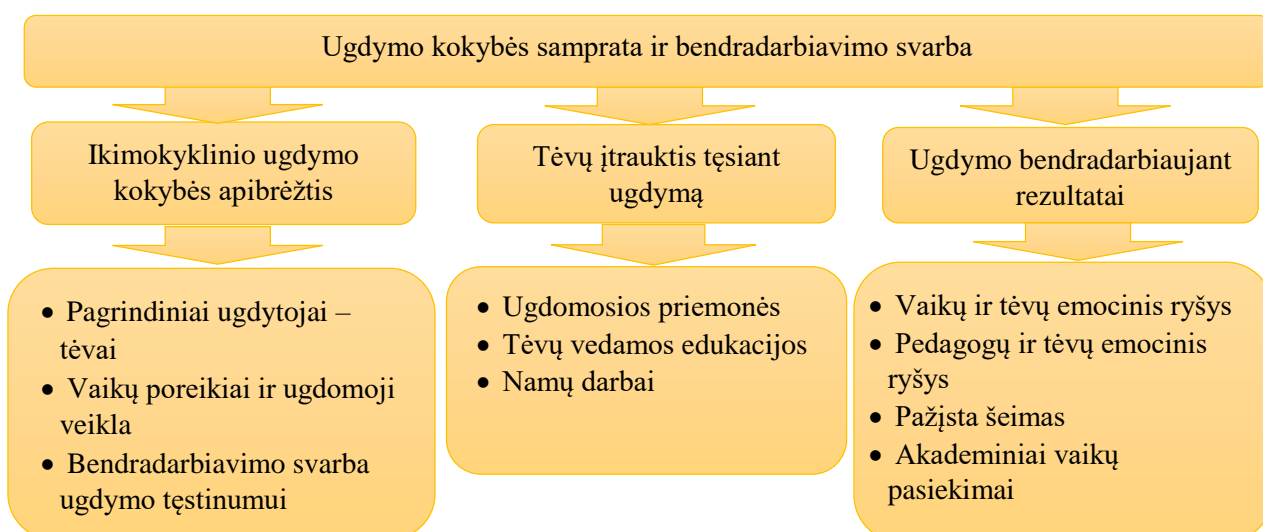 Ugdymo kokybės samprata ir bendradarbiavimo svarba
Ikimokyklinio ugdymo
kokybės apibrėžtis
Tėvų įtrauktis tęsiant
ugdymą
Ugdymo bendradarbiaujant
rezultatai
• Pagrindiniai ugdytojai –
tėvai
• Vaikų poreikiai ir ugdomoji
veikla
• Bendradarbiavimo svarba
ugdymo tęstinumui
• Ugdomosios priemonės
• Tėvų vedamos edukacijos
• Namų darbai
• Vaikų ir tėvų emocinis ryšys
• Pedagogų ir tėvų emocinis
ryšys
• Pažįsta šeimas
• Akademiniai vaikų
pasiekimai